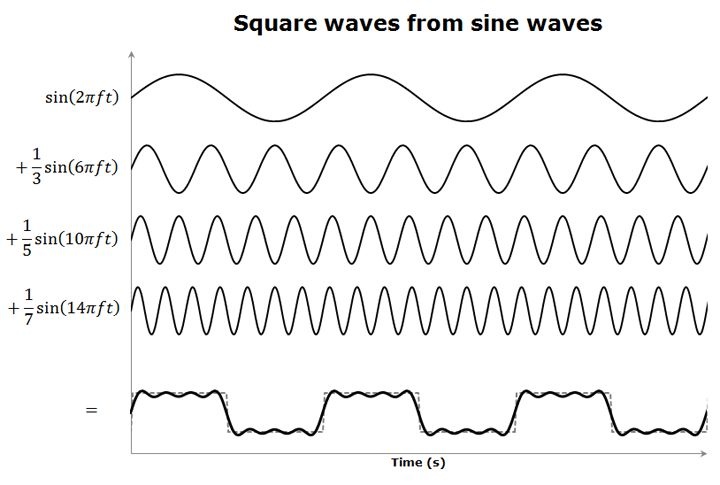 Square waves from sine waves
sin(2πft)
+1/3 sin(6πft)
+1/5 sin(10πft)
+1/7 sin(14πft)
=
Time (s)